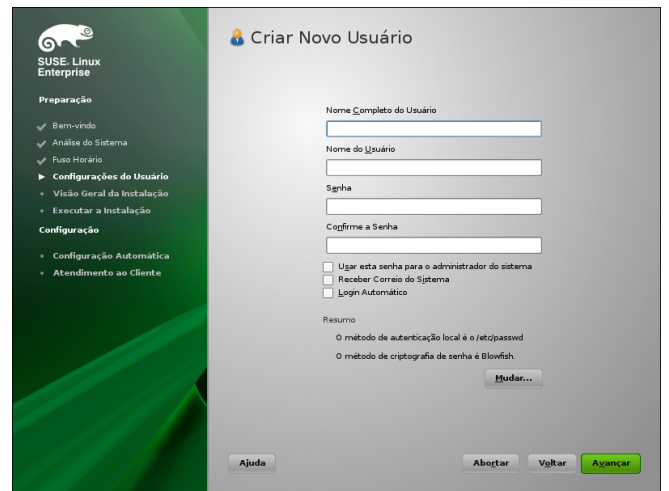 SUSE. Linux
Enterprise
Preparação
Bem-vindo
Análise do Sistema
Fuso Horário
Configurações do Usuário
Visão Geral da Instalação
Executar a Instalação
Configuração
Configuração Automática
Atendimento ao Cliente
Criar Novo Usuário
Nome Completo do Usuário
Nome do Usuário
Senha
Confirme a Senha
Usar esta senha para o administrador do sistema
Receber Correio do Sistema
Login Automático
Resumo
O método de autenticação local é o /etc/passwd
O método de criptografia de senha é Blowfish.
Mudar...
Ajuda
Abortar
Voltar
Avançar